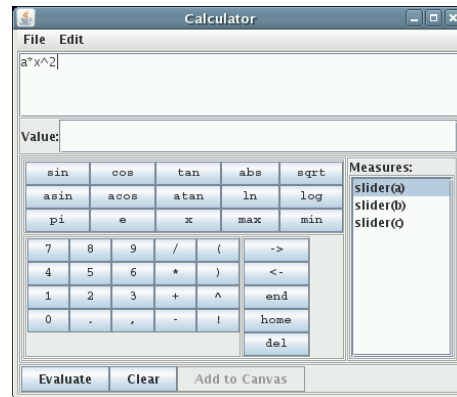 Calculator
File Edit
a*x^2
Value:
sin cos tan abs sqrt
asin acos atan ln log
pi e x max min
Measures:
slider(a)
slider(b)
slider(c)
7 8 9 / ( ->
4 5 6 * ) <-
1 2 3 + ^ end
0 . , - ! home
del
Evaluate Clear Add to Canvas